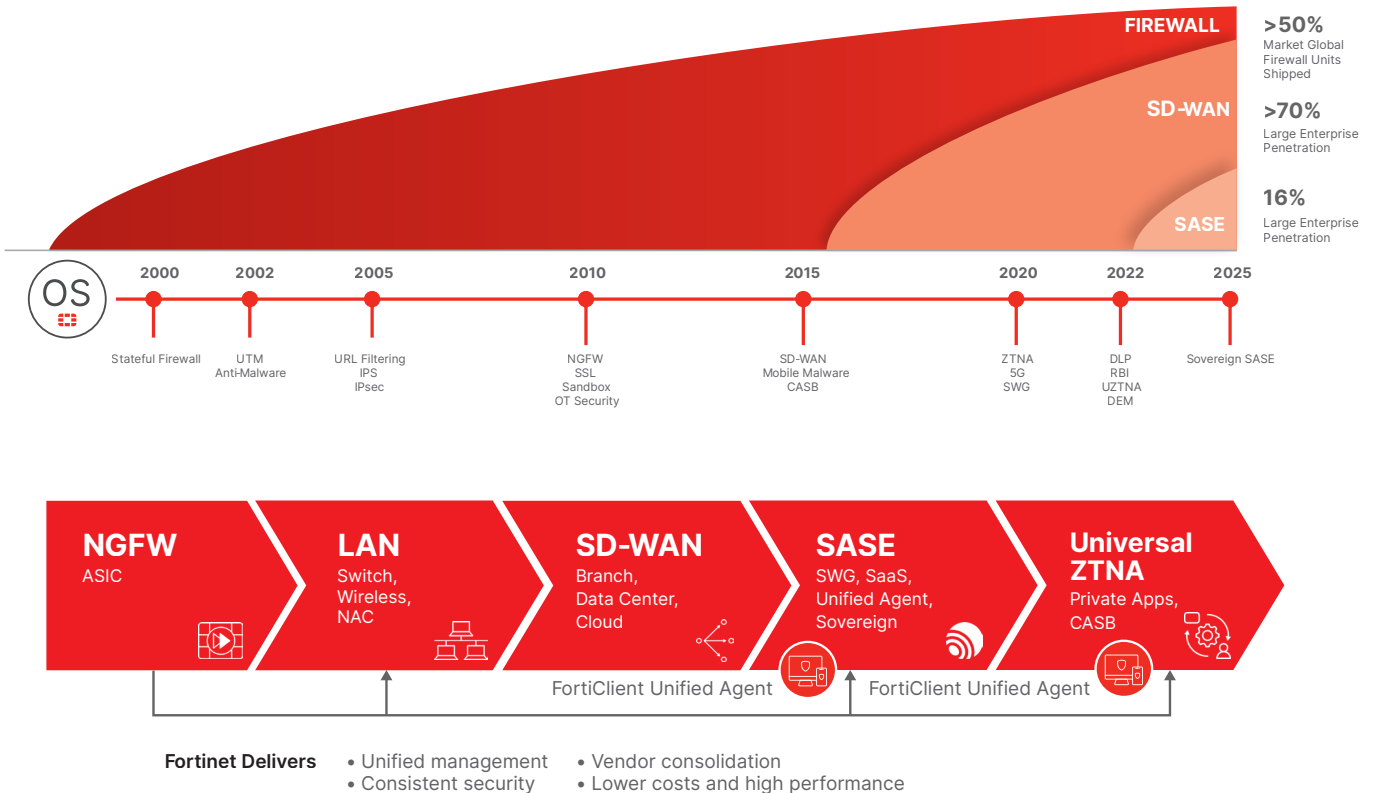 FIREWALL
>50%
Market Global
Firewall Units
Shipped
SD-WAN
>70%
Large Enterprise
Penetration
SASE
16%
Large Enterprise
Penetration
OS
2000
2002
2005
2010
2015
2020
2022
2025
Stateful Firewall
UTM
Anti-Malware
URL Filtering
IPS
IPsec
NGFW
SSL
Sandbox
OT Security
SD-WAN
Mobile Malware
CASB
ZTNA
5G
SWG
DLP
RBI
UZTNA
DEM
Sovereign SASE
NGFW
ASIC
LAN
Switch,
Wireless,
NAC
SD-WAN
Branch,
Data Center,
Cloud
SASE
SWG, SaaS,
Unified Agent,
Sovereign
Universal
ZTNA
Private Apps,
CASB
FortiClient Unified Agent
FortiClient Unified Agent
Fortinet Delivers
• Unified management
• Consistent security
• Vendor consolidation
• Lower costs and high performance